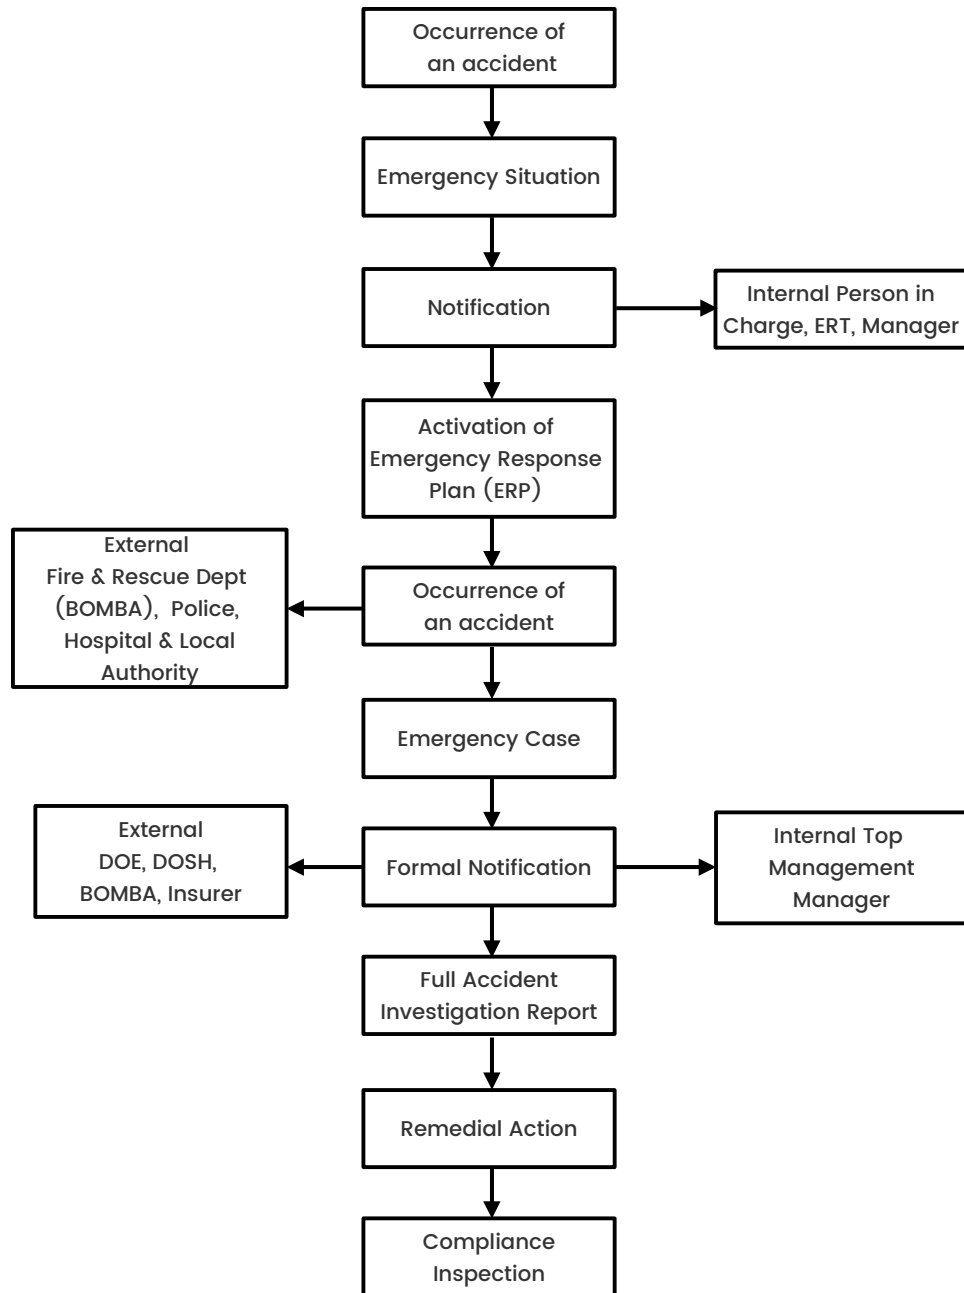 Occurrence of
an accident
Emergency Situation
Notification
Internal Person in
Charge, ERT, Manager
Activation of
Emergency Response
Plan (ERP)
External
Fire & Rescue Dept
(BOMBA), Police,
Hospital & Local
Authority
Occurrence of
an accident
Emergency Case
External
DOE, DOSH,
BOMBA, Insurer
Formal Notification
Internal Top
Management
Manager
Full Accident
Investigation Report
Remedial Action
Compliance
Inspection